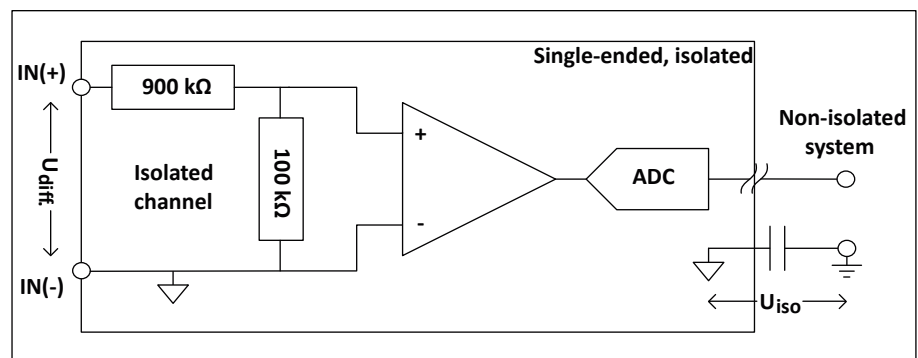 Single-ended, isolated
IN(+)
900 kΩ
Non-isolated
system
+
100 kΩ
Udiff.
Isolated
channel
ADC
-
IN(-)
Uiso